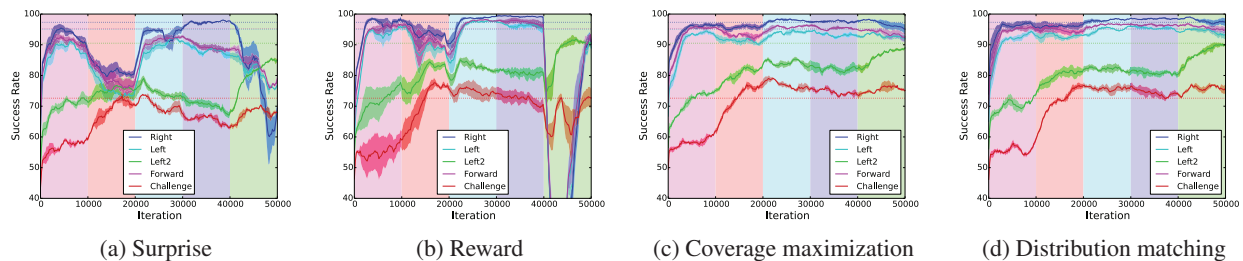 100
90
80
70
60
50
40
Success Rate
Right
Left
Left2
Forward
Challenge
0 10000 20000 30000 40000 50000
Iteration
(a) Surprise
100
90
80
70
60
50
40
Success Rate
Right
Left
Left2
Forward
Challenge
0 10000 20000 30000 40000 50000
Iteration
(b) Reward
100
90
80
70
60
50
40
Success Rate
Right
Left
Left2
Forward
Challenge
0 10000 20000 30000 40000 50000
Iteration
(c) Coverage maximization
100
90
80
70
60
50
40
Success Rate
Right
Left
Left2
Forward
Challenge
0 10000 20000 30000 40000 50000
Iteration
(d) Distribution matching